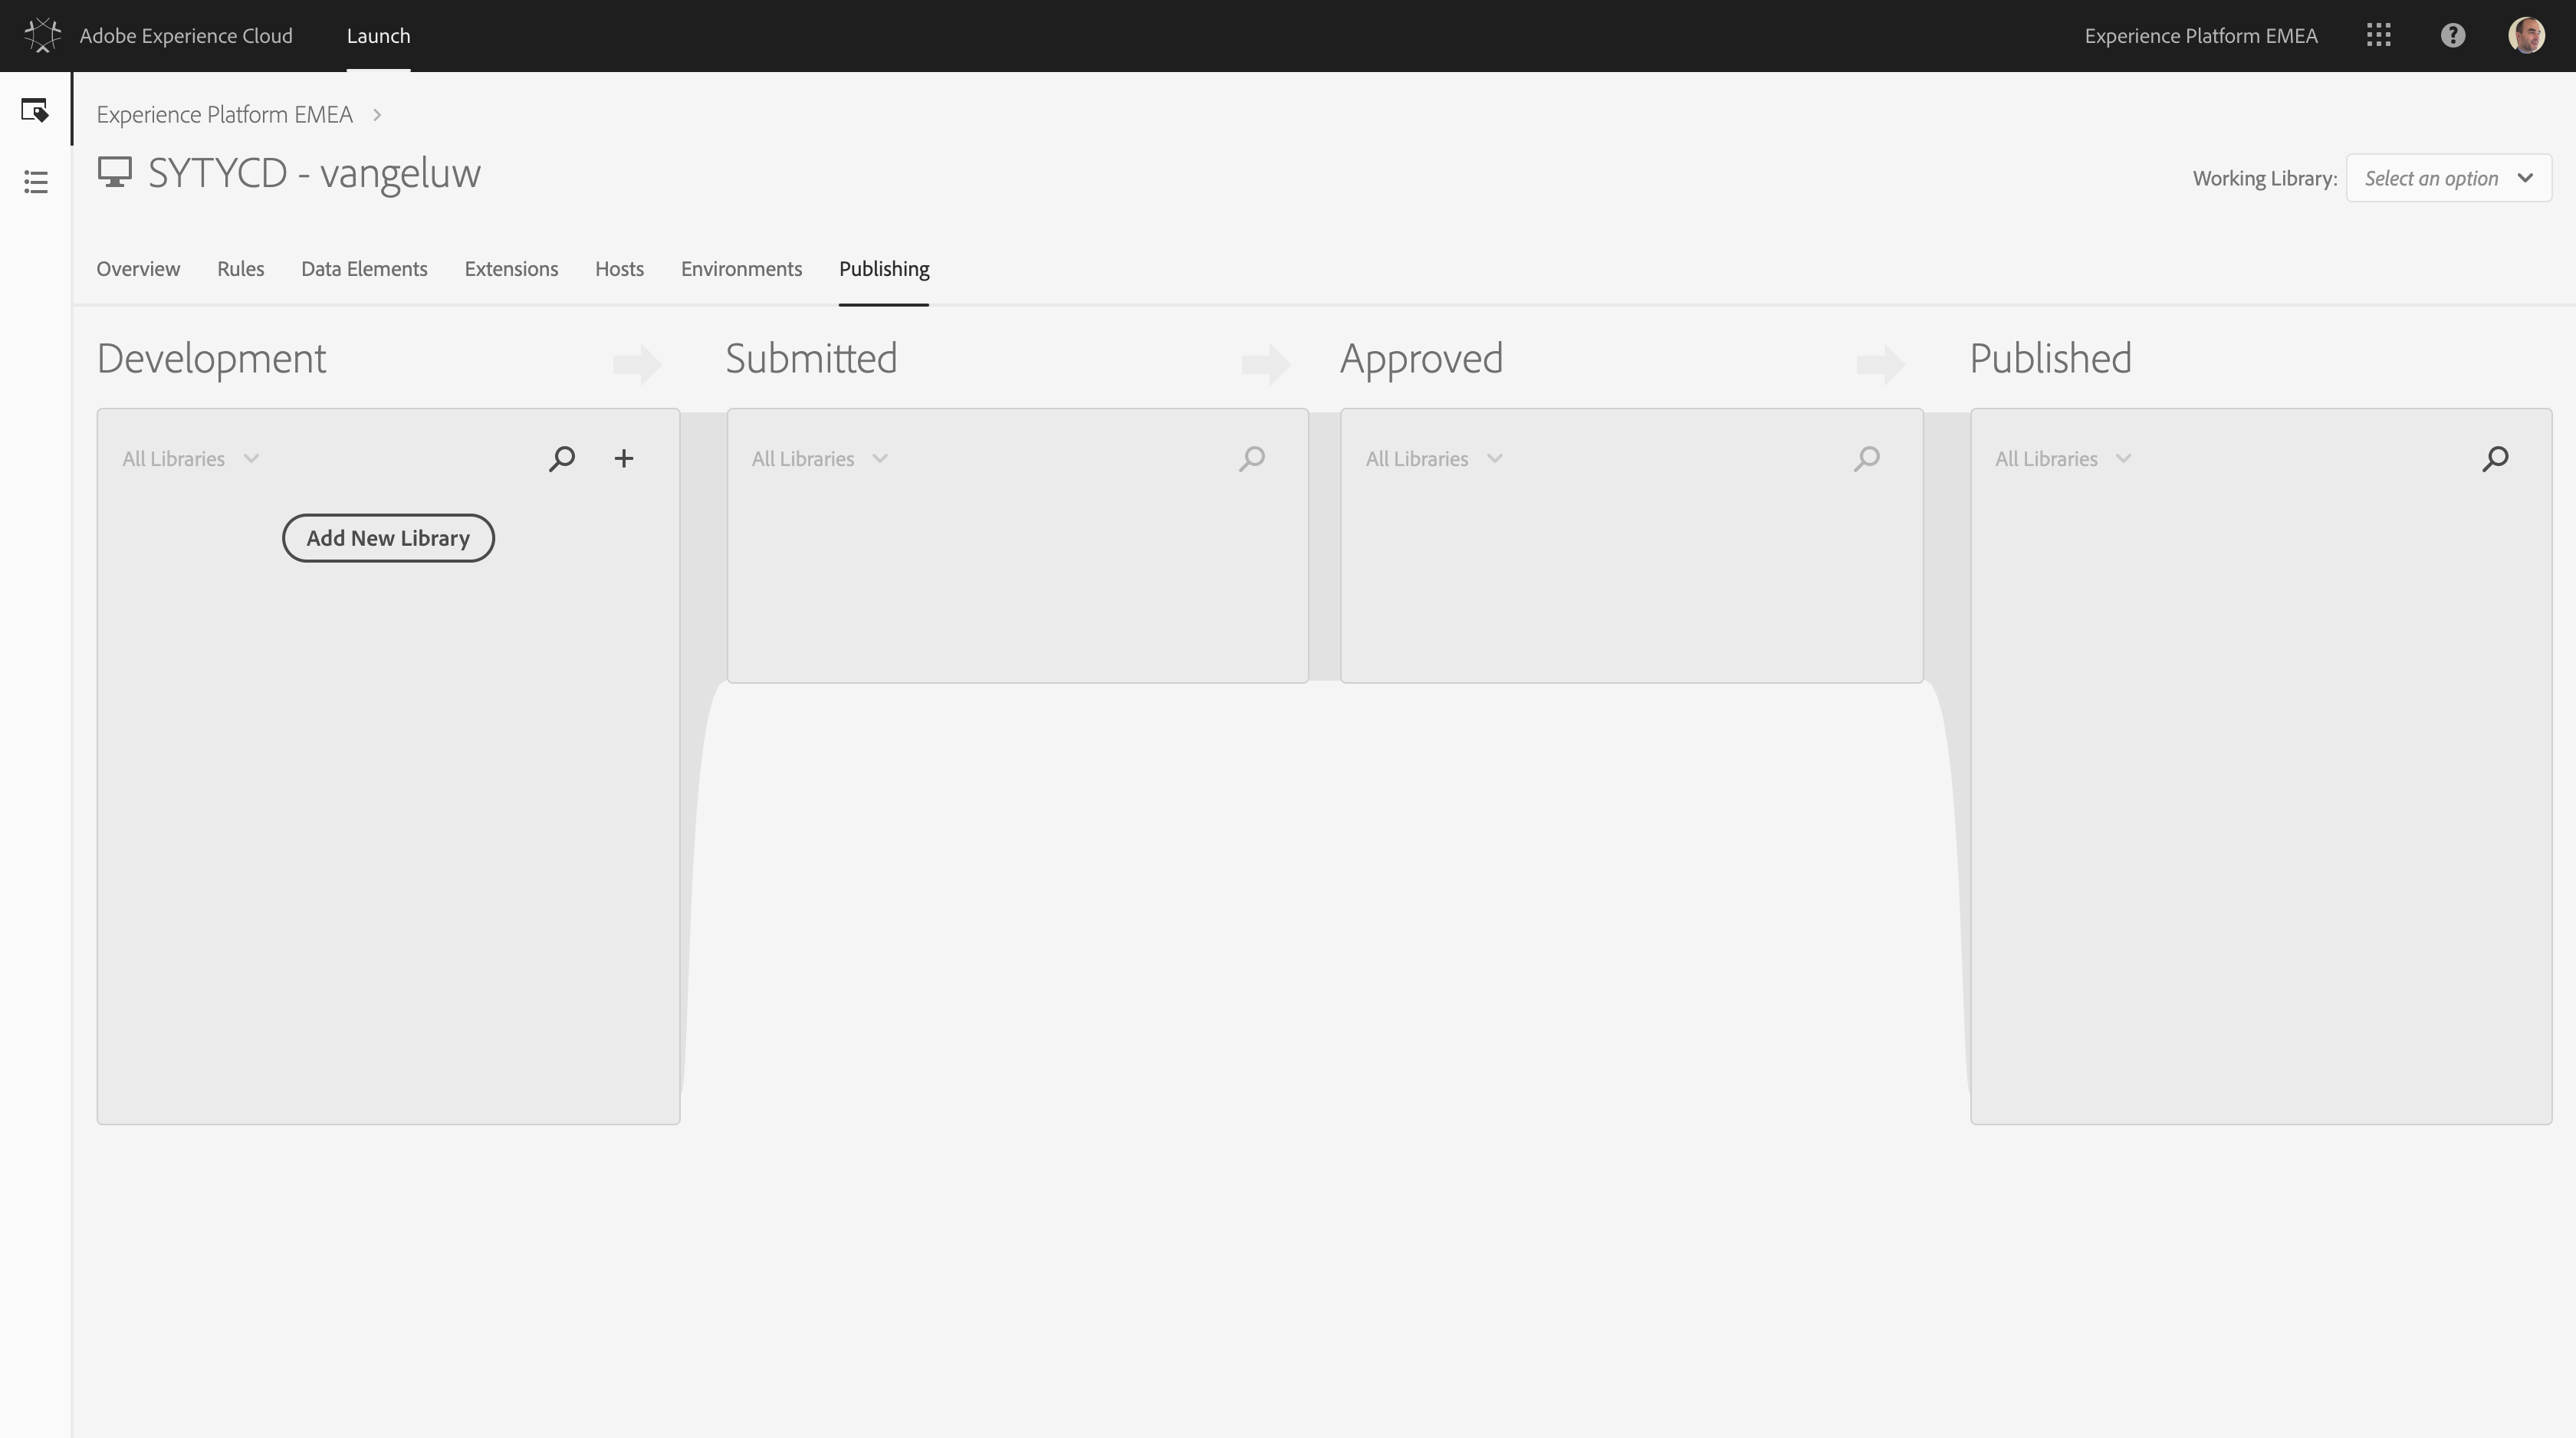 Adobe Experience Cloud Launch Experience Platform EMEA
Experience Platform EMEA
SYTYCD - vangeluw
Working Library: Select an option
Overview Rules Data Elements Extensions Hosts Environments Publishing
Development Submitted Approved Published
All Libraries All Libraries All Libraries All Libraries
Add New Library